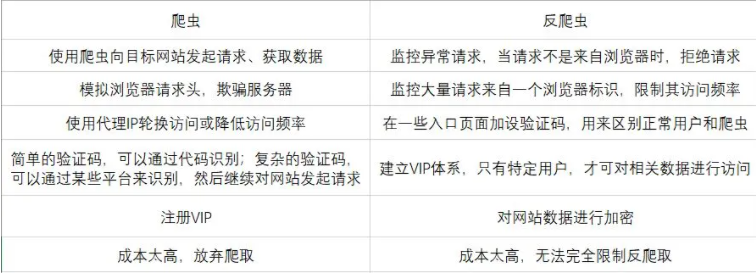 爬虫
反爬虫
使用爬虫向目标网站发起请求、获取数据
监控异常请求，当请求不是来自浏览器时，拒绝请求
模拟浏览器请求头，欺骗服务器
监控大量请求来自一个浏览器标识，限制其访问频率
使用代理IP轮换访问或降低访问频率
在一些入口页面加设验证码，用来区别正常用户和爬虫
简单的验证码，可以通过代码识别；复杂的验证码，
可以通过某些平台来识别，然后继续对网站发起请求
建立VIP体系，只有特定用户，才可对相关数据进行访问
注册VIP
对网站数据进行加密
成本太高，放弃爬取
成本太高，无法完全限制反爬取